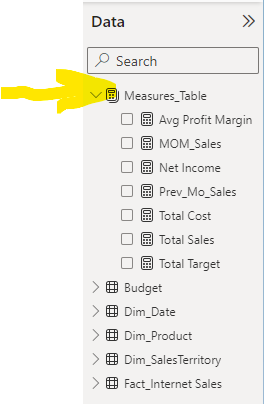 Data
Search
Measures_Table
Avg Profit Margin
MOM_Sales
Net Income
Prev_Mo_Sales
Total Cost
Total Sales
Total Target
Budget
Dim_Date
Dim_Product
Dim_SalesTerritory
Fact_Internet Sales